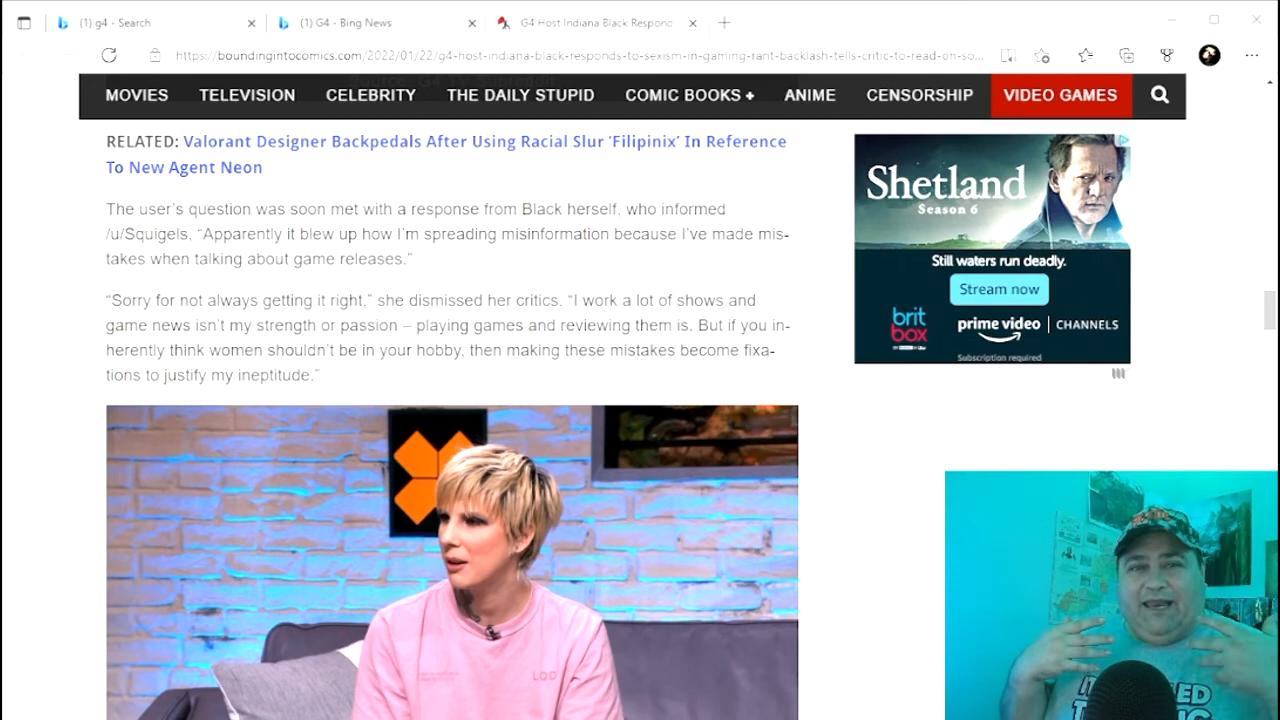 (1) g4 - Search
(1) G4 - Bing News
G4 Host Indiana Black Respond
https://boundingintocomics.com/2022/01/22/g4-host-indiana-black-responds-to-sexism-in-gaming-rant-backlash-tells-critic-to-read-on-so...
MOVIES TELEVISION CELEBRITY THE DAILY STUPID COMIC BOOKS + ANIME CENSORSHIP VIDEO GAMES
RELATED: Valorant Designer Backpedals After Using Racial Slur ‘Filipinix’ In Reference
To New Agent Neon
The user’s question was soon met with a response from Black herself, who informed
/u/Squigels, “Apparently it blew up how I’m spreading misinformation because I’ve made mis-
takes when talking about game releases.”
“Sorry for not always getting it right,” she dismissed her critics. “I work a lot of shows and
game news isn’t my strength or passion – playing games and reviewing them is. But if you in-
herently think women shouldn’t be in your hobby, then making these mistakes become fixa-
tions to justify my ineptitude.”
Shetland
Season 6
Still waters run deadly.
Stream now
brit
box
prime video | CHANNELS
Subscription required
LQD